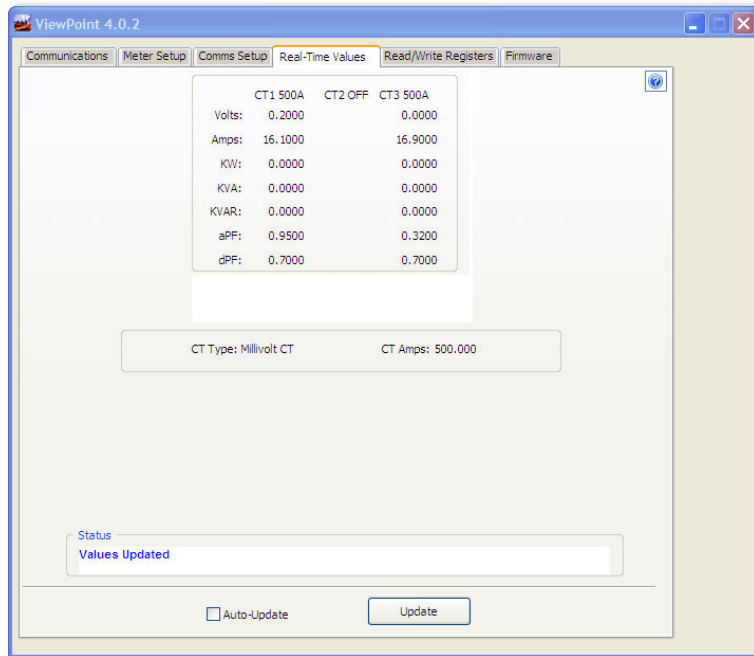 ViewPoint 4.0.2
Communications Meter Setup Comms Setup Real-Time Values Read/Write Registers Firmware
CT1 500A CT2 OFF CT3 500A
Volts: 0.2000 0.0000
Amps: 16.1000 16.9000
KW: 0.0000 0.0000
KVA: 0.0000 0.0000
KVAR: 0.0000 0.0000
aPF: 0.9500 0.3200
dPF: 0.7000 0.7000
CT Type: Millivolt CT CT Amps: 500.000
Status
Values Updated
Auto-Update Update